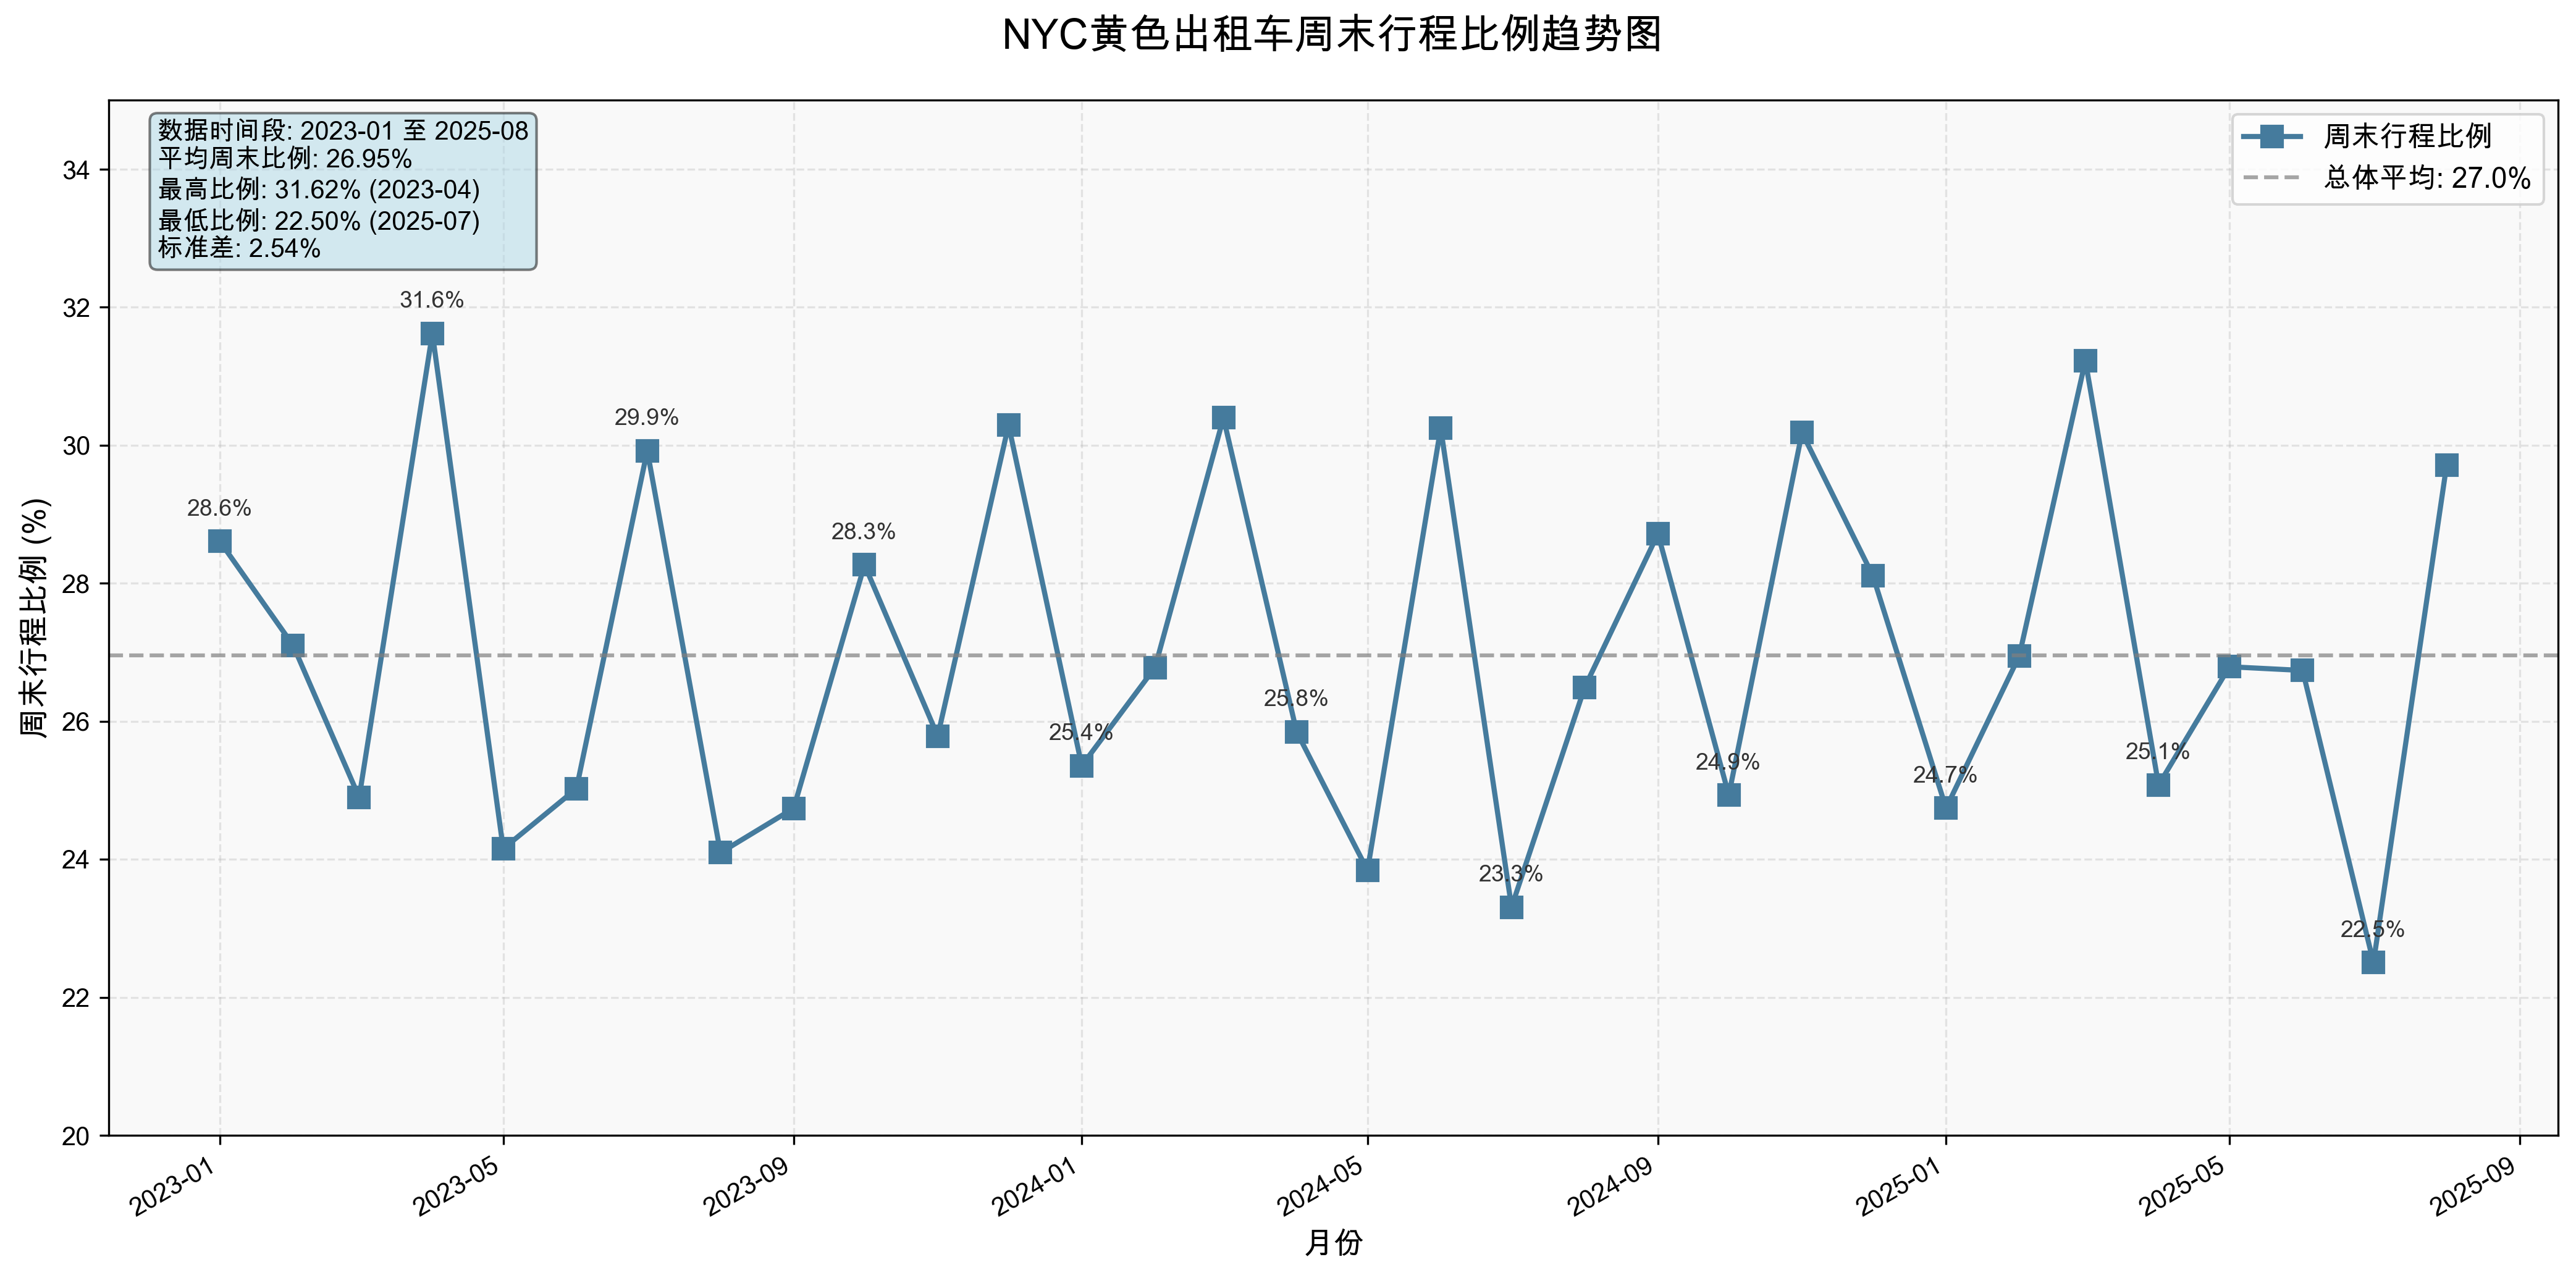 NYC黄色出租车周末行程比例趋势图
数据时间段: 2023-01 至 2025-08
平均周末比例: 26.95%
最高比例: 31.62% (2023-04)
最低比例: 22.50% (2025-07)
标准差: 2.54%
周末行程比例
总体平均: 27.0%
周末行程比例 (%)
34
32
30
28
26
24
22
20
28.6%
31.6%
29.9%
28.3%
25.4%
25.8%
23.3%
24.9%
24.7%
25.1%
22.5%
2023-01
2023-05
2023-09
2024-01
2024-05
2024-09
2025-01
2025-05
2025-09
月份